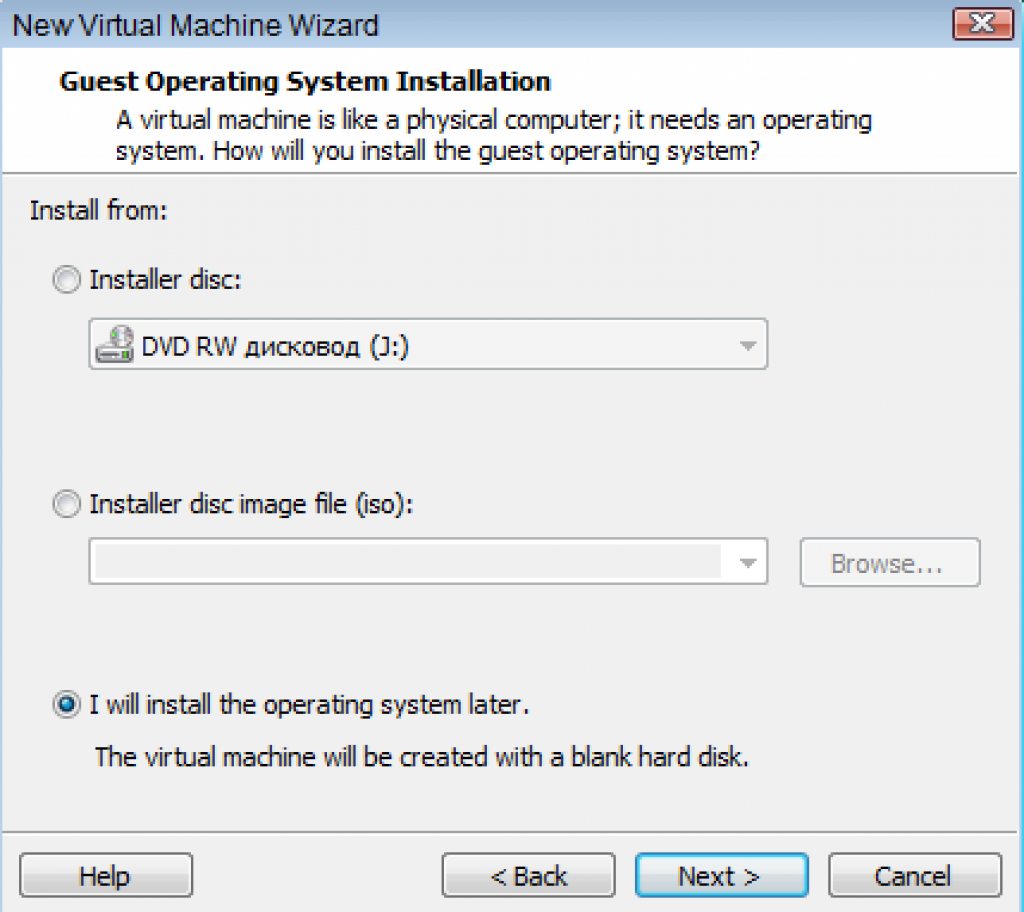 New Virtual Machine Wizard
Guest Operating System Installation
A virtual machine is like a physical computer; it needs an operating
system. How will you install the guest operating system?
Install from:
Installer disc:
DVD RW дисковод (J:)
Installer disc image file (iso):
Browse...
I will install the operating system later.
The virtual machine will be created with a blank hard disk.
Help
< Back
Next >
Cancel